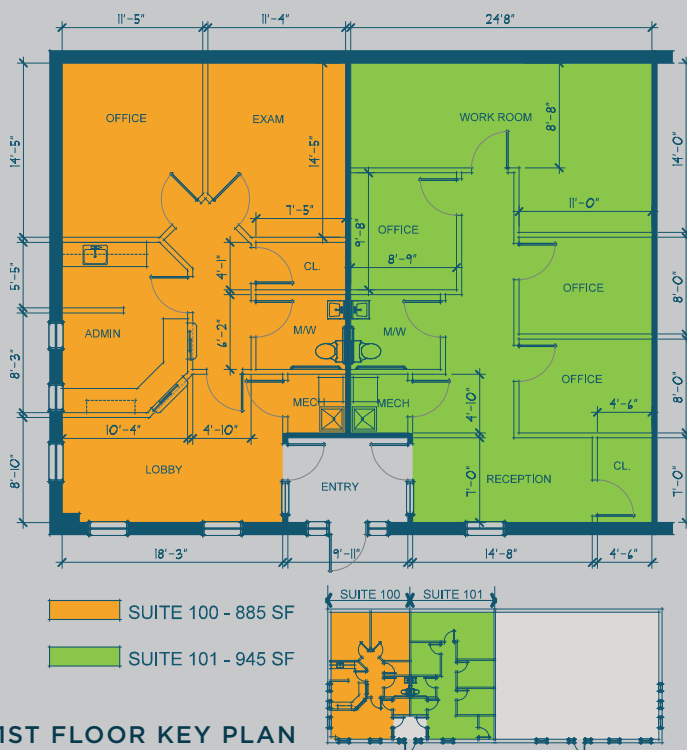 11'-5" 11'-4" 24'8"
OFFICE EXAM WORK ROOM
14'-5" 14'-5" 8'-8" 14'-0"
7'-5" 11'-0"
OFFICE
9'-8"
8'-9"
5'-5" 4'-1" CL. OFFICE 8'-0"
ADMIN 6'-2" M/W M/W
8'-3" OFFICE 8'-0"
MECH MECH 4'-10" 4'-6"
10'-4" 4'-10"
8'-10" LOBBY ENTRY 7'-0" RECEPTION CL. 7'-0"
18'-3" 9'-11" 14'-8" 4'-6"
SUITE 100 SUITE 101
SUITE 100 - 885 SF
SUITE 101 - 945 SF
1ST FLOOR KEY PLAN